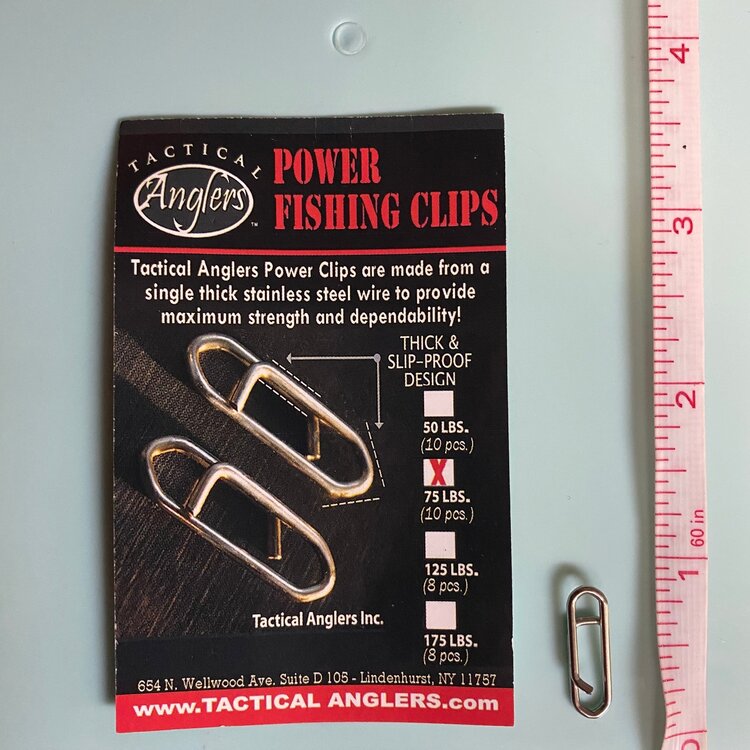 TACTICAL
Anglers™
POWER
FISHING CLIPS
Tactical Anglers Power Clips are made from a
single thick stainless steel wire to provide
maximum strength and dependability!
THICK &
SLIP-PROOF
DESIGN
50 LBS.
(10 pcs.)
X
75 LBS.
(10 pcs.)
125 LBS.
(8 pcs.)
175 LBS.
(8 pcs.)
Tactical Anglers Inc.
654 N. Wellwood Ave. Suite D 105 - Lindenhurst, NY 11757
www.TACTICAL ANGLERS.com
4
3
2
60 in
1